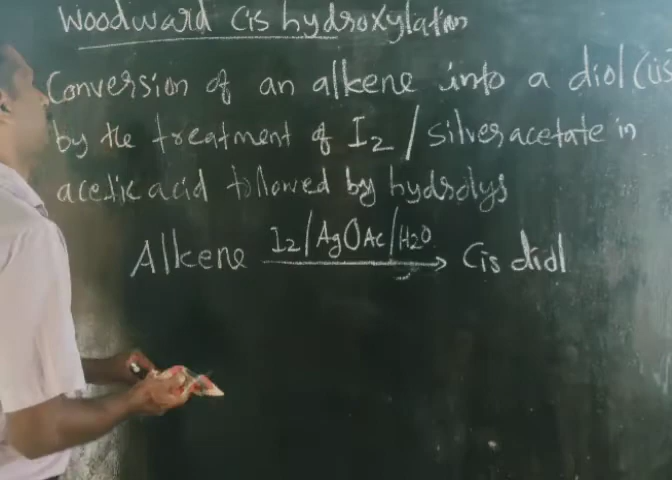 Woodward Cis hydroxylation
Conversion of an alkene into a diol (cis
by the treatment of I2 / silver acetate in
acetic acid followed by hydrolys
Alkene I2/AgOAc/H2O Cis diol